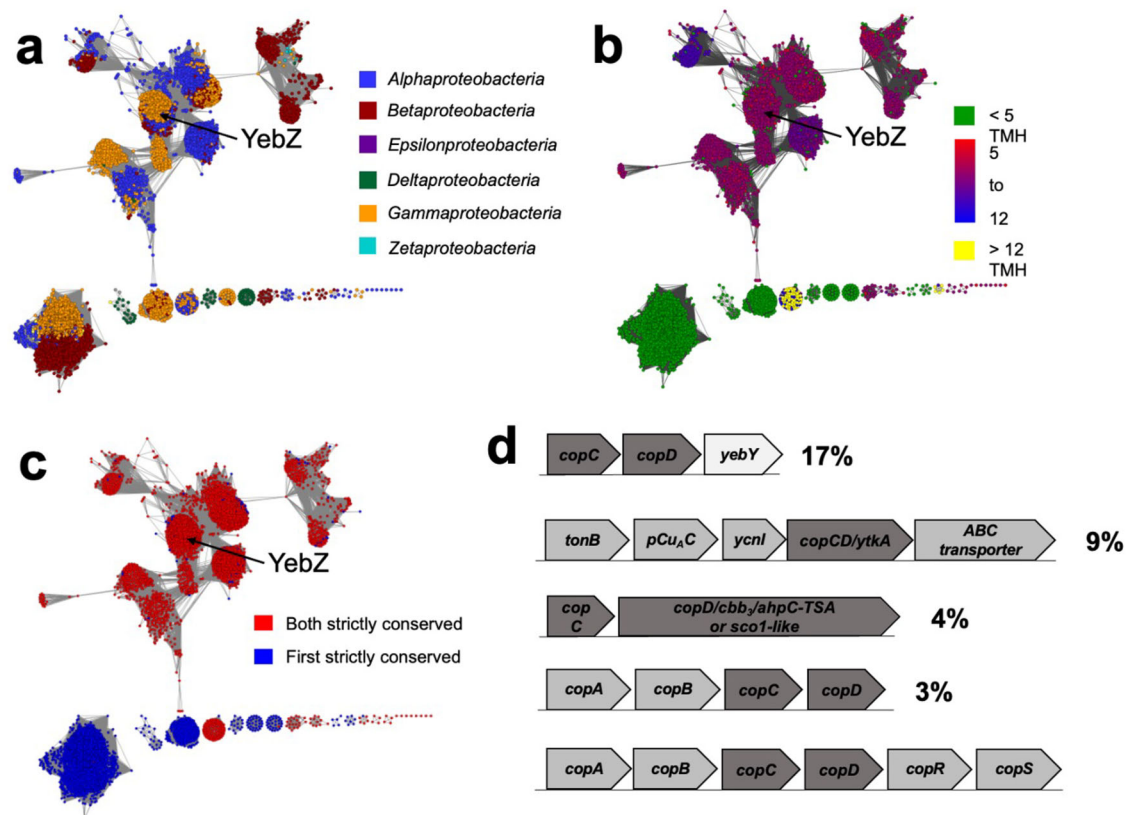 a
Alphaproteobacteria
Betaproteobacteria
Epsilonproteobacteria
Deltaproteobacteria
Gammaproteobacteria
Zetaproteobacteria
YebZ
b
< 5
TMH
5
to
12
> 12
TMH
YebZ
c
YebZ
Both strictly conserved
First strictly conserved
d
copC copD yebY 17%
tonB pCuAC ycnI copCD/ytkA ABC
transporter 9%
cop
C copD/cbb₃/ahpC-TSA
or sco1-like 4%
copA copB copC copD 3%
copA copB copC copD copR copS